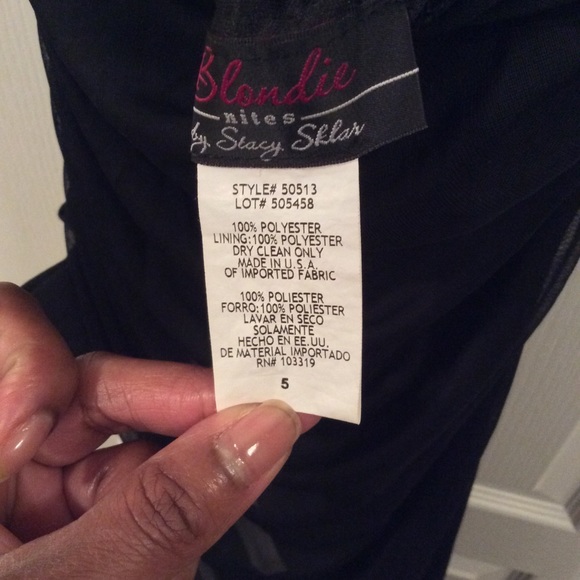 Blondie
nites
by Stacy Sklar
STYLE# 50513
LOT# 505458
100% POLYESTER
LINING:100% POLYESTER
DRY CLEAN ONLY
MADE IN U.S.A.
OF IMPORTED FABRIC
100% POLIESTER
FORRO:100% POLIESTER
LAVAR EN SECO
SOLAMENTE
HECHO EN EE.UU.
DE MATERIAL IMPORTADO
RN# 103319
5